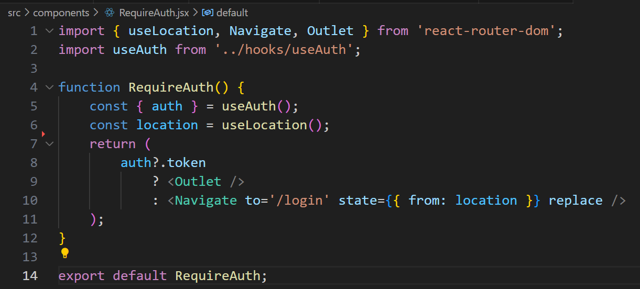 src > components > RequireAuth.jsx > default
1 import { useLocation, Navigate, Outlet } from 'react-router-dom';
2 import useAuth from '../hooks/useAuth';
3
4 function RequireAuth() {
5     const { auth } = useAuth();
6     const location = useLocation();
7     return (
8         auth?.token
9             ? <Outlet />
10             : <Navigate to='/login' state={{ from: location }} replace />
11     );
12 }
13
14 export default RequireAuth;